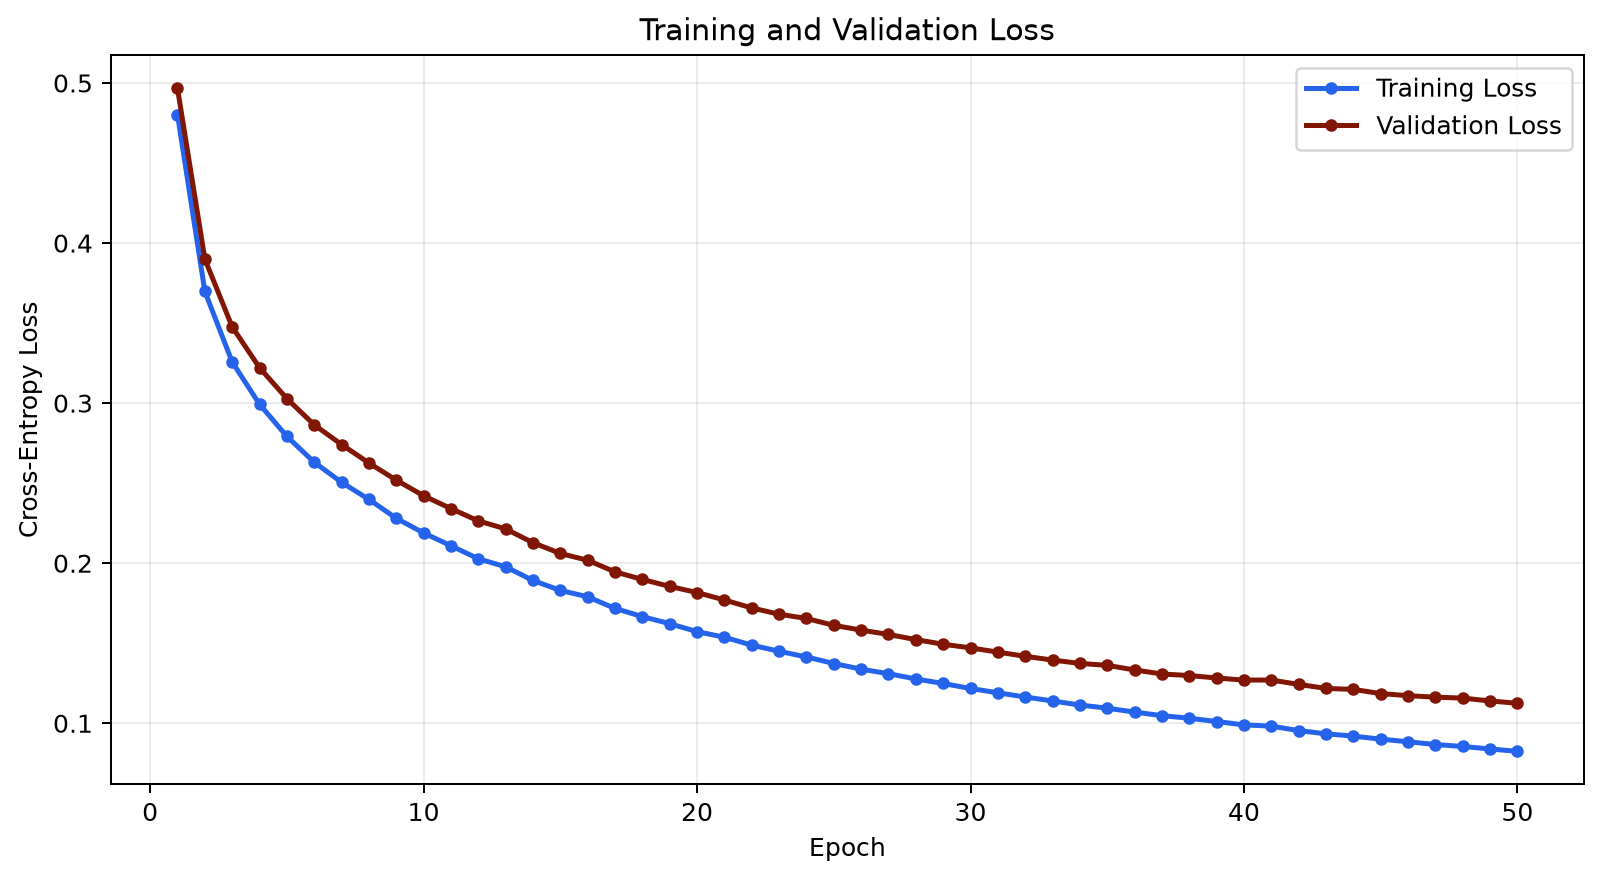 Training and Validation Loss
Training Loss
Validation Loss
Cross-Entropy Loss
0.5
0.4
0.3
0.2
0.1
0 10 20 30 40 50
Epoch